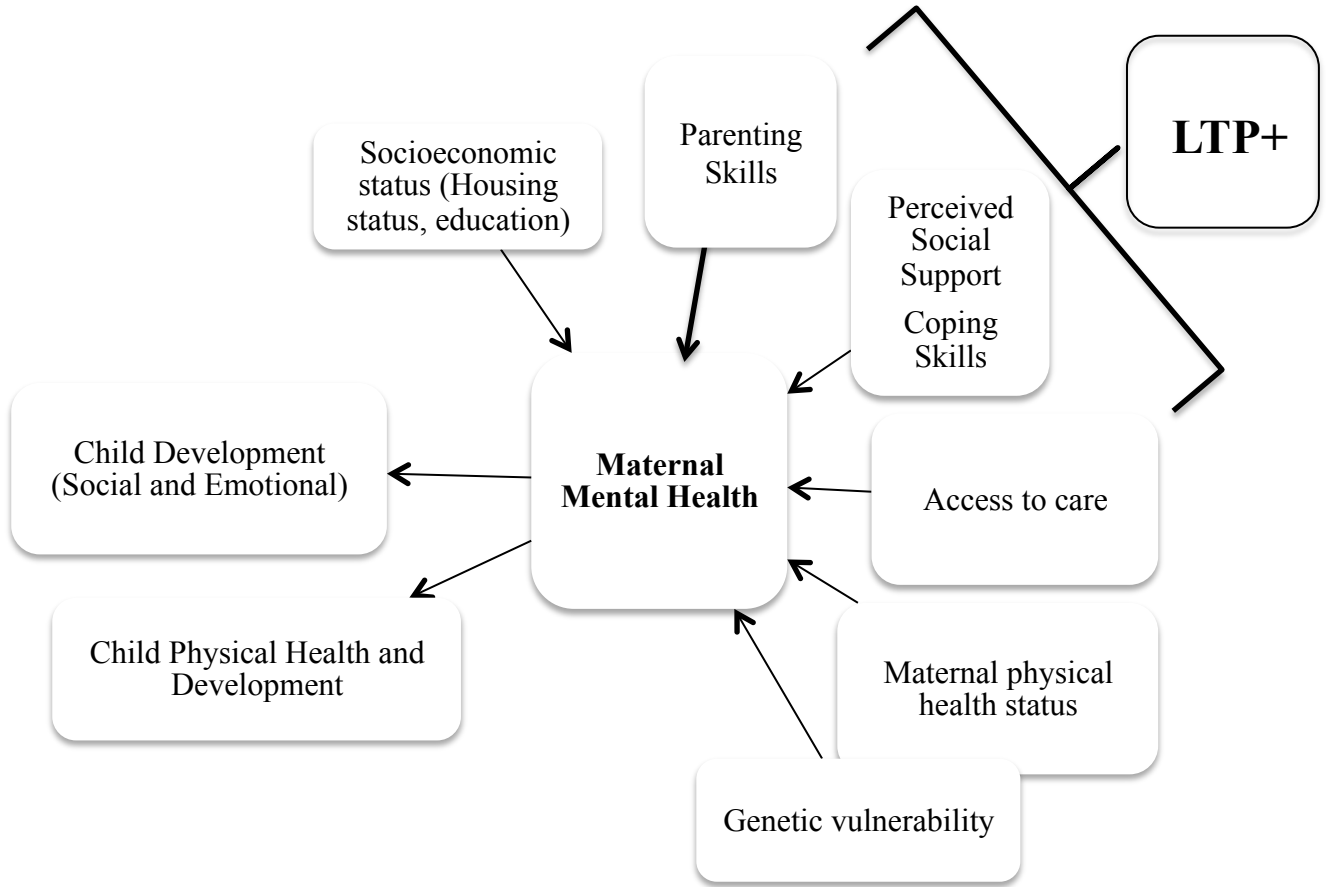 LTP+
Parenting
Skills
Socioeconomic
status (Housing
status, education)
Perceived
Social
Support
Coping
Skills
Child Development
(Social and Emotional)
Maternal
Mental Health
Access to care
Child Physical Health and
Development
Maternal physical
health status
Genetic vulnerability